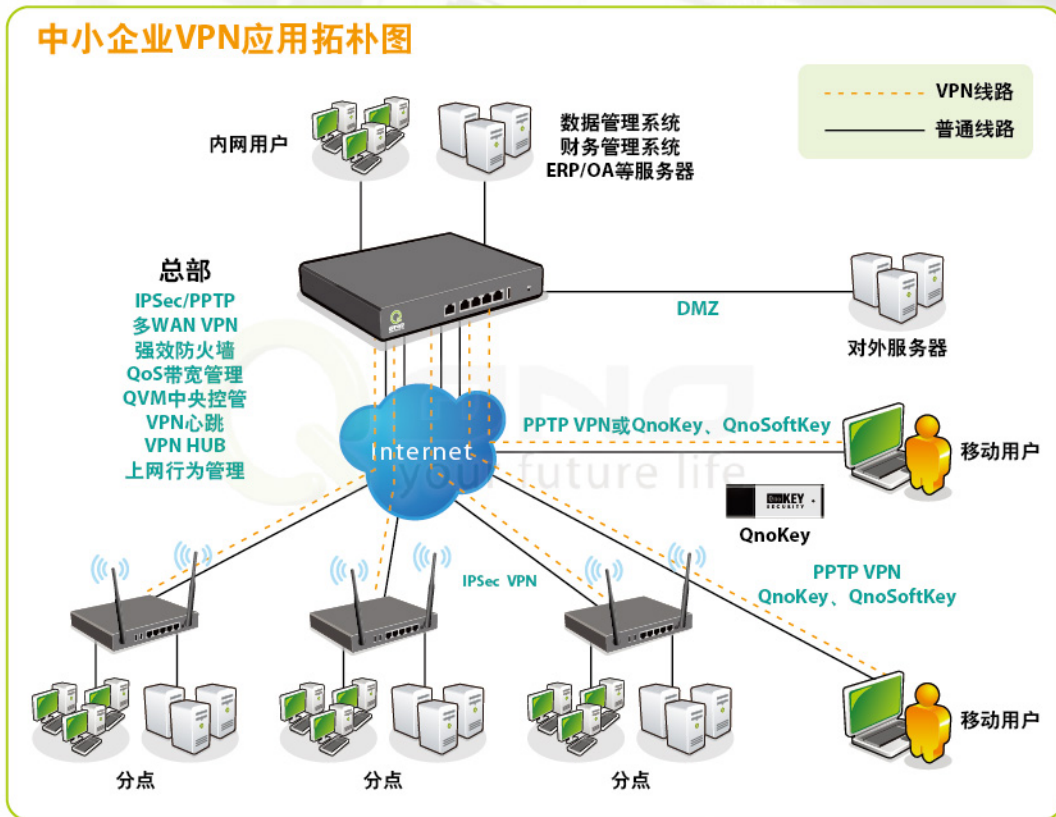 中小企业VPN应用拓朴图
VPN线路
普通线路
内网用户
数据管理系统
财务管理系统
ERP/OA等服务器
总部
IPSec/PPTP
多WAN VPN
强效防火墙
QoS带宽管理
QVM中央控管
VPN心跳
VPN HUB
上网行为管理
DMZ
对外服务器
Internet
PPTP VPN或QnoKey、QnoSoftKey
移动用户
your future life
QnoKEY
SECURITY
QnoKey
IPSec VPN
PPTP VPN
QnoKey、QnoSoftKey
移动用户
分点
分点
分点